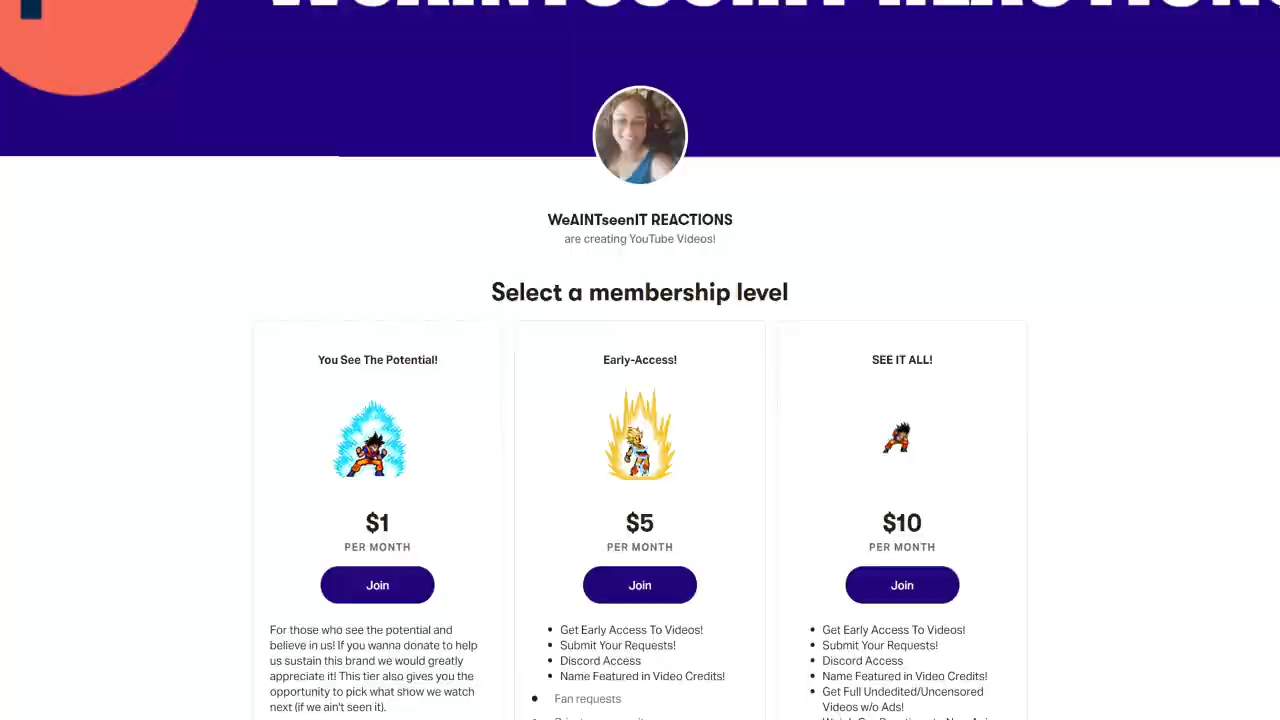 WEAINTSEENIT REACTIONS
WeAINTseenIT REACTIONS
are creating YouTube Videos!
Select a membership level
You See The Potential!
$1
PER MONTH
Join
For those who see the potential and
believe in us! If you wanna donate to help
us sustain this brand we would greatly
appreciate it! This tier also gives you the
opportunity to pick what show we watch
next (if we ain't seen it).
Early-Access!
$5
PER MONTH
Join
Get Early Access To Videos!
Submit Your Requests!
Discord Access
Name Featured in Video Credits!
Fan requests
SEE IT ALL!
$10
PER MONTH
Join
Get Early Access To Videos!
Submit Your Requests!
Discord Access
Name Featured in Video Credits!
Get Full Undedited/Uncensored
Videos w/o Ads!